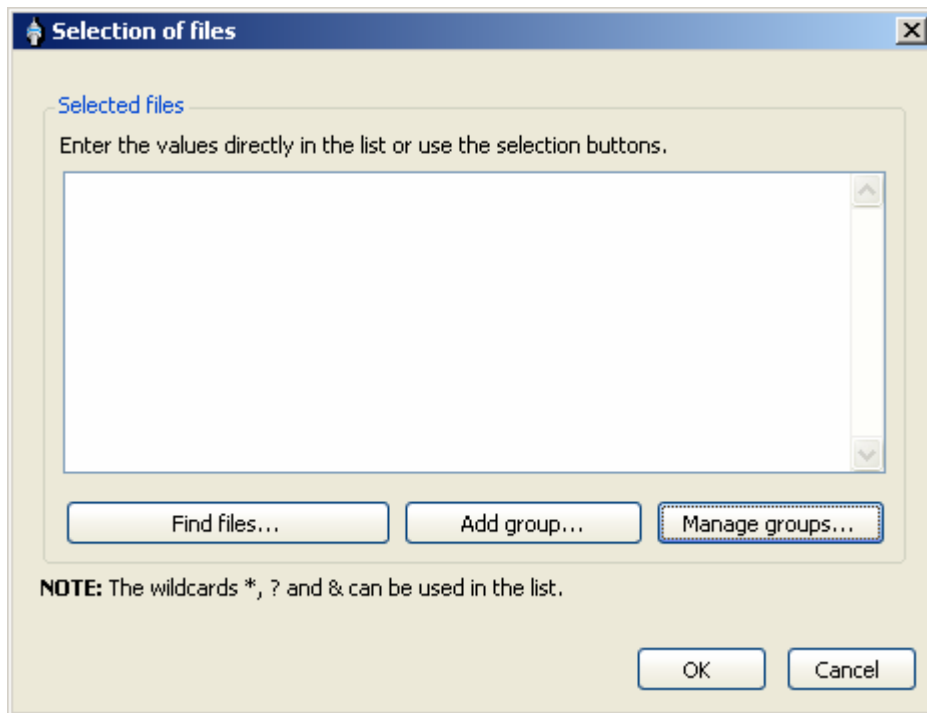 Selection of files
Selected files
Enter the values directly in the list or use the selection buttons.
Find files... Add group... Manage groups...
NOTE: The wildcards *, ? and & can be used in the list.
OK Cancel